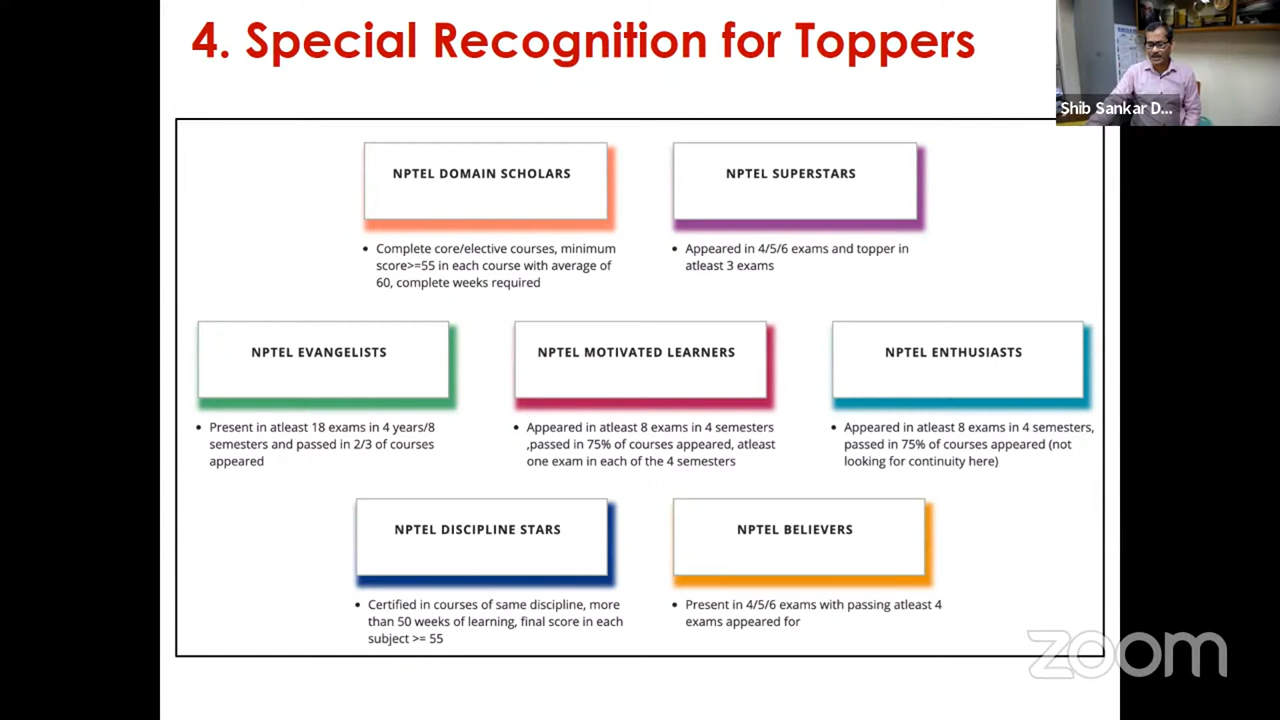 4. Special Recognition for Toppers
Shib Sankar D...
NPTEL DOMAIN SCHOLARS
• Complete core/elective courses, minimum
score>=55 in each course with average of
60, complete weeks required
NPTEL SUPERSTARS
• Appeared in 4/5/6 exams and topper in
atleast 3 exams
NPTEL EVANGELISTS
• Present in atleast 18 exams in 4 years/8
semesters and passed in 2/3 of courses
appeared
NPTEL MOTIVATED LEARNERS
• Appeared in atleast 8 exams in 4 semesters
,passed in 75% of courses appeared, atleast
one exam in each of the 4 semesters
NPTEL ENTHUSIASTS
• Appeared in atleast 8 exams in 4 semesters,
passed in 75% of courses appeared (not
looking for continuity here)
NPTEL DISCIPLINE STARS
• Certified in courses of same discipline, more
than 50 weeks of learning, final score in each
subject >= 55
NPTEL BELIEVERS
• Present in 4/5/6 exams with passing atleast 4
exams appeared for
zoom